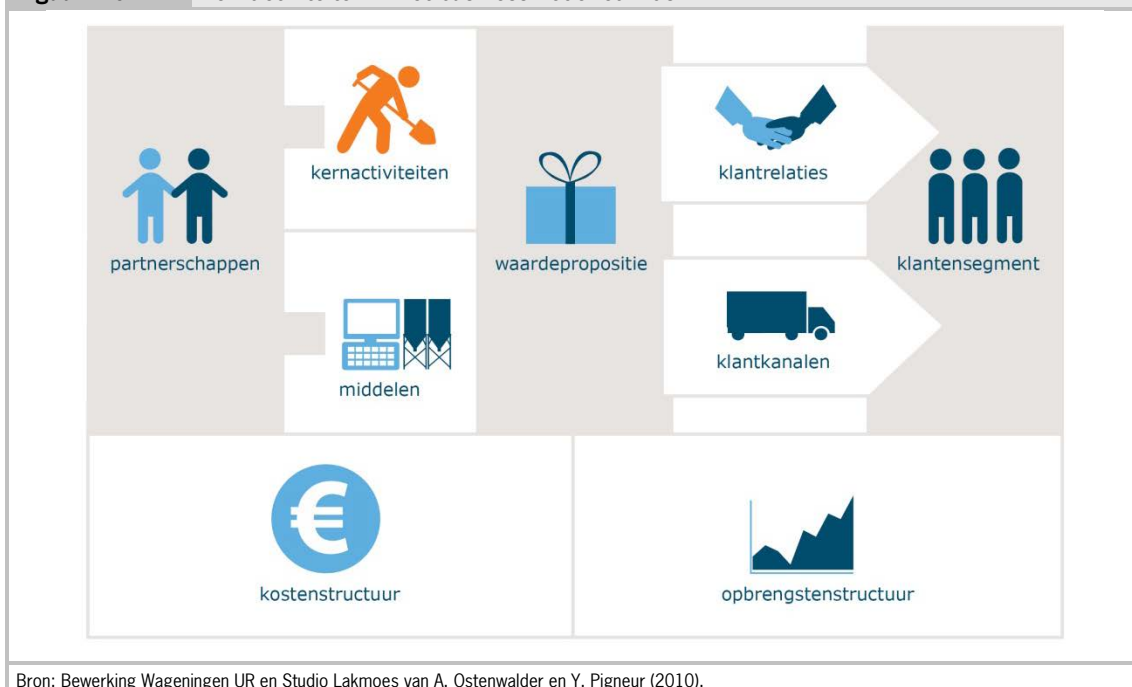 kernactiviteiten
klantrelaties
partnerschappen
waardepropositie
klantensegment
middelen
klantkanalen
€
kostenstructuur
opbrengstenstructuur
Bron: Bewerking Wageningen UR en Studio Lakmoes van A. Ostenwalder en Y. Pigneur (2010).